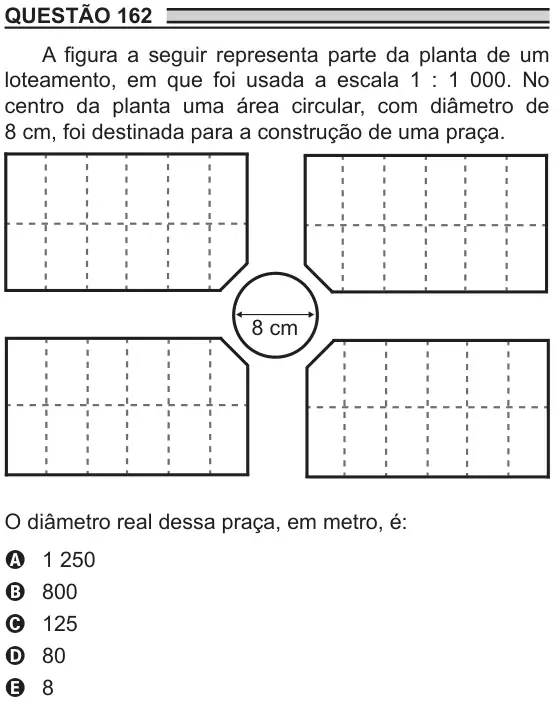 QUESTÃO 162
A figura a seguir representa parte da planta de um
loteamento, em que foi usada a escala 1 : 1 000. No
centro da planta uma área circular, com diâmetro de
8 cm, foi destinada para a construção de uma praça.
8 cm
O diâmetro real dessa praça, em metro, é:
A 1 250
B 800
C 125
D 80
E 8